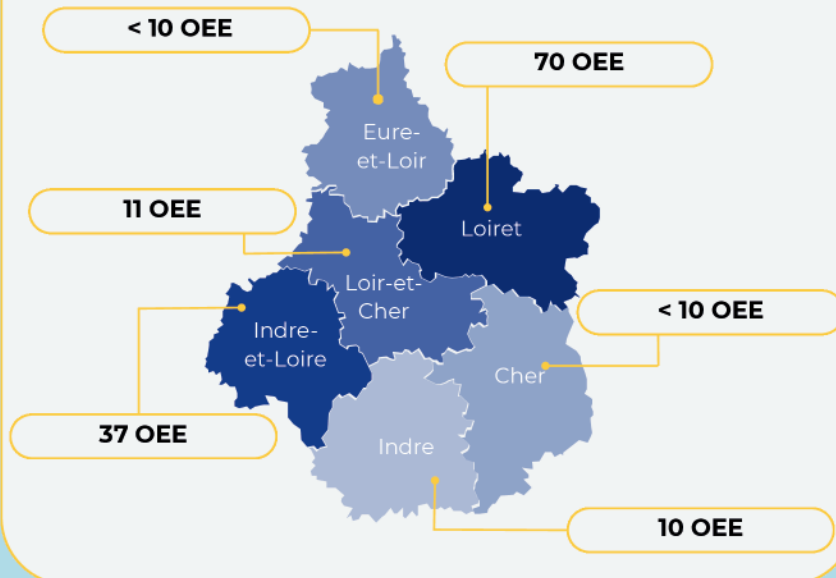 < 10 OEE
70 OEE
Eure-
et-Loir
11 OEE
Loiret
Loir-et-
Cher
< 10 OEE
Indre-
et-Loire
Cher
37 OEE
Indre
10 OEE